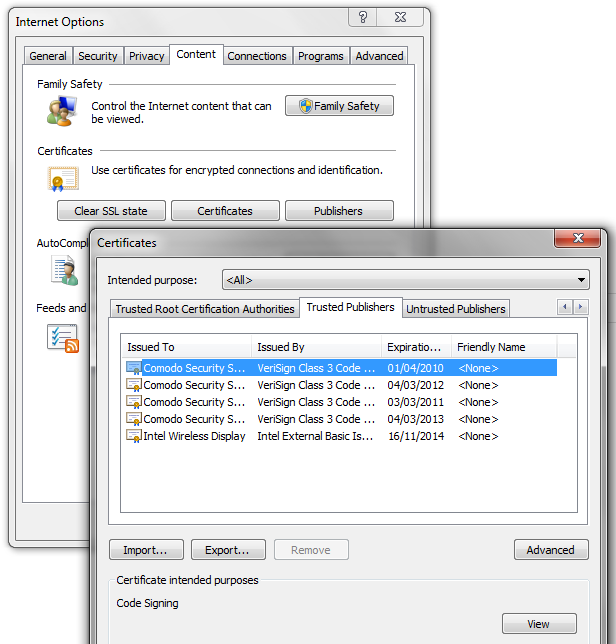 Internet Options
General Security Privacy Content Connections Programs Advanced
Family Safety
Control the Internet content that can
be viewed.
Family Safety
Certificates
Use certificates for encrypted connections and identification.
Clear SSL state Certificates Publishers
AutoCompl
Feeds and
Certificates
Intended purpose: <All>
Trusted Root Certification Authorities Trusted Publishers Untrusted Publishers
Issued To Issued By Expiratio... Friendly Name
Comodo Security S... VeriSign Class 3 Code ... 01/04/2010 <None>
Comodo Security S... VeriSign Class 3 Code ... 04/03/2012 <None>
Comodo Security S... VeriSign Class 3 Code ... 03/03/2011 <None>
Comodo Security S... VeriSign Class 3 Code ... 04/03/2013 <None>
Intel Wireless Display Intel External Basic Is... 16/11/2014 <None>
Import... Export... Remove Advanced
Certificate intended purposes
Code Signing
View